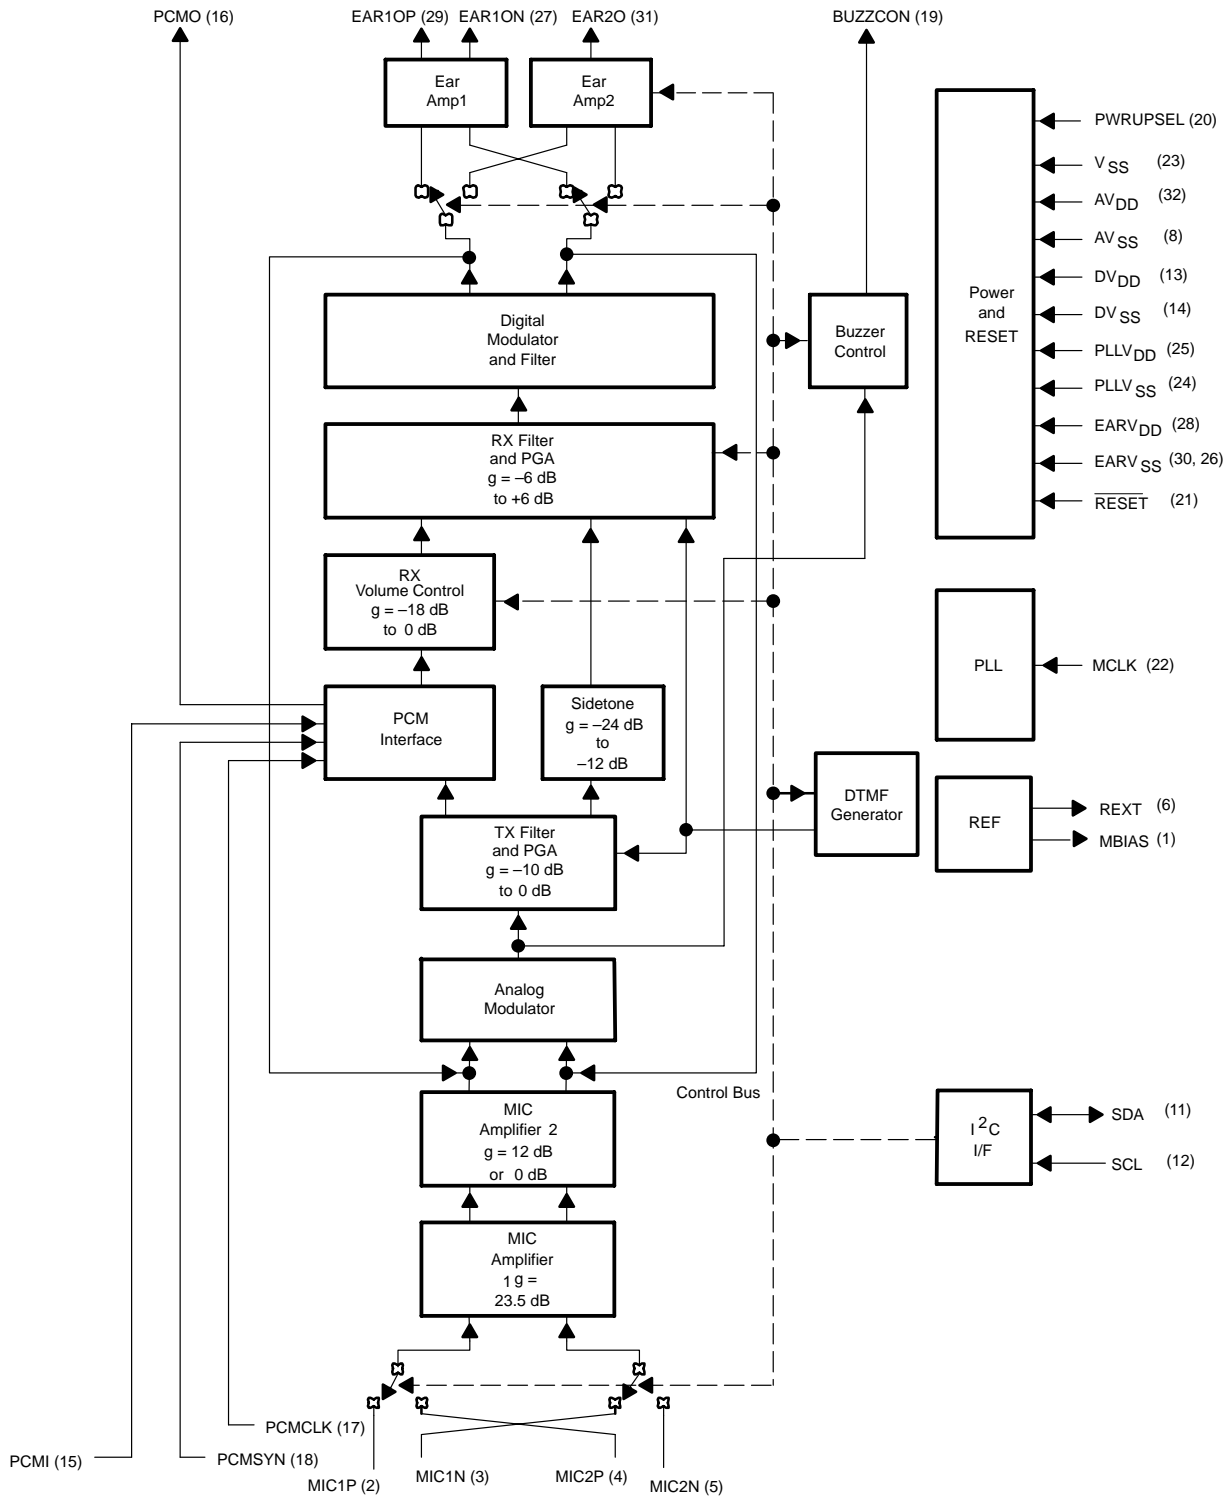 PCMO (16)
EAR1OP (29)
EAR1ON (27)
EAR2O (31)
BUZZCON (19)
Ear
Amp1
Ear
Amp2
Power
and
RESET
PWRUPSEL (20)
VSS (23)
AVDD (32)
AVSS (8)
DVDD (13)
DVSS (14)
PLLVDD (25)
PLLVSS (24)
EARVDD (28)
EARVSS (30, 26)
RESET (21)
Digital
Modulator
and Filter
Buzzer
Control
RX Filter
and PGA
g = –6 dB
to +6 dB
RX
Volume Control
g = –18 dB
to 0 dB
PLL
MCLK (22)
PCM
Interface
Sidetone
g = –24 dB
to
–12 dB
DTMF
Generator
REF
REXT (6)
MBIAS (1)
TX Filter
and PGA
g = –10 dB
to 0 dB
Analog
Modulator
Control Bus
MIC
Amplifier 2
g = 12 dB
or 0 dB
I2C
I/F
SDA (11)
SCL (12)
MIC
Amplifier
1 g =
23.5 dB
PCMCLK (17)
PCMI (15)
PCMSYN (18)
MIC1P (2)
MIC1N (3)
MIC2P (4)
MIC2N (5)